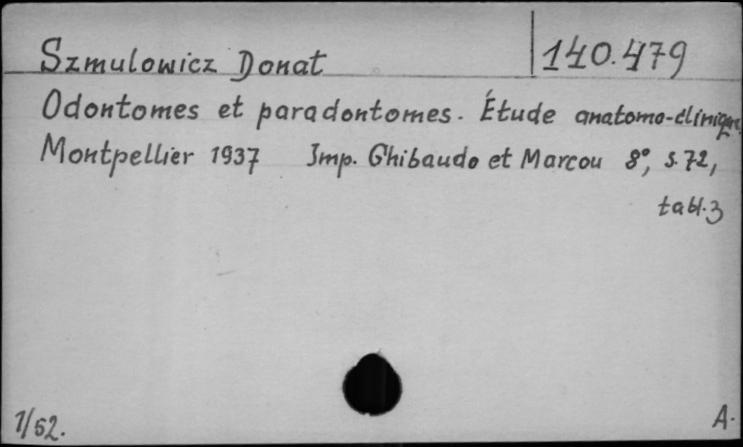 Szmulowicz Donat 140.479
Odontomes et paradontomes. Étude anatomo-clinique
Montpellier 1937 Imp. Ghibaudo et Marcou 8°, s. 72,
tabl. 3
1/62. A.